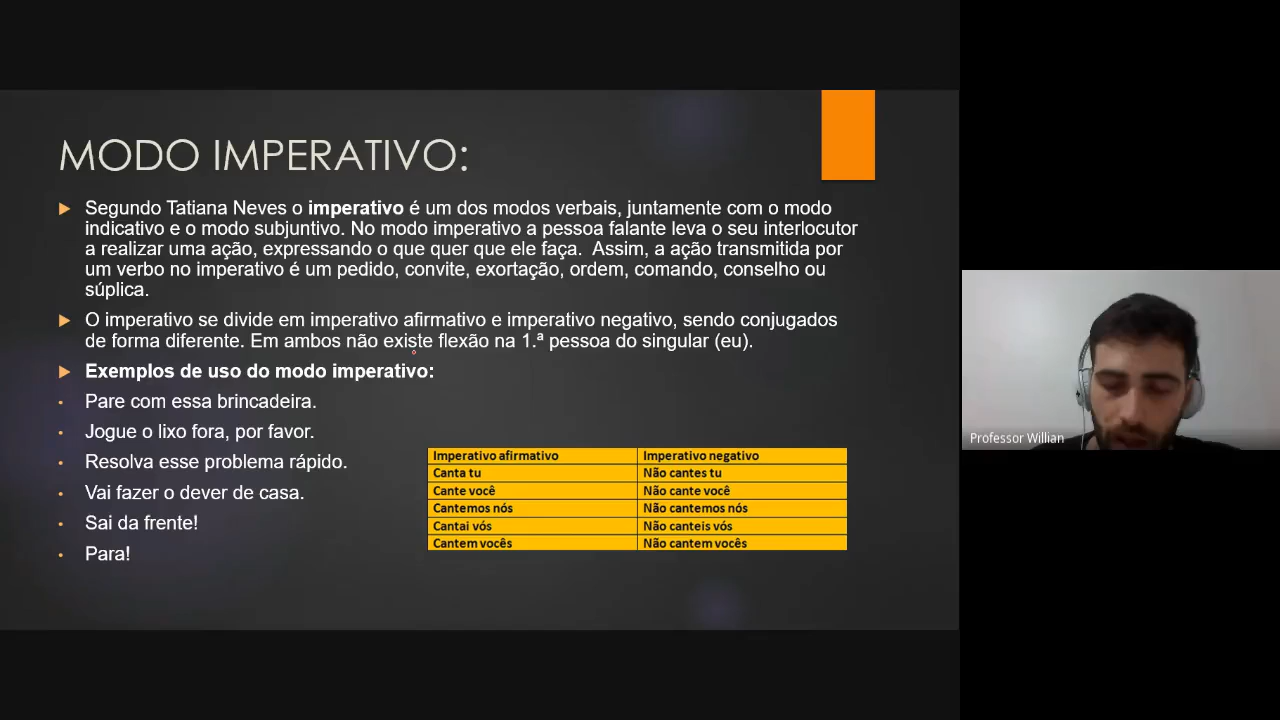 MODO IMPERATIVO:
Segundo Tatiana Neves o imperativo é um dos modos verbais, juntamente com o modo
indicativo e o modo subjuntivo. No modo imperativo a pessoa falante leva o seu interlocutor
a realizar uma ação, expressando o que quer que ele faça. Assim, a ação transmitida por
um verbo no imperativo é um pedido, convite, exortação, ordem, comando, conselho ou
súplica.
O imperativo se divide em imperativo afirmativo e imperativo negativo, sendo conjugados
de forma diferente. Em ambos não existe flexão na 1.ª pessoa do singular (eu).
Exemplos de uso do modo imperativo:
Pare com essa brincadeira.
Jogue o lixo fora, por favor.
Resolva esse problema rápido.
Vai fazer o dever de casa.
Sai da frente!
Para!
Imperativo afirmativo Imperativo negativo
Canta tu Não cantes tu
Cante você Não cante você
Cantemos nós Não cantemos nós
Cantai vós Não canteis vós
Cantem vocês Não cantem vocês
Professor Willian